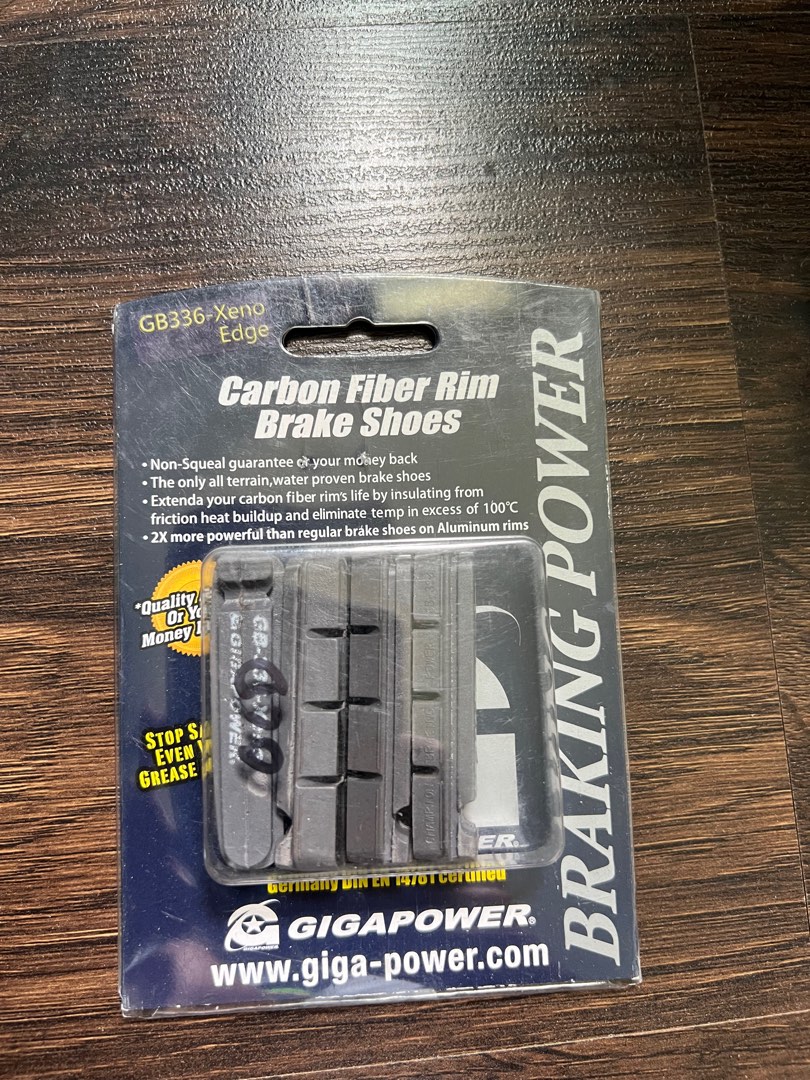 GB336-Xeno
Edge
Carbon Fiber Rim
Brake Shoes
• Non-Squeal guarantee or your money back
• The only all terrain,water proven brake shoes
• Extenda your carbon fiber rim's life by insulating from
friction heat buildup and eliminate temp in excess of 100℃
• 2X more powerful than regular brake shoes on Aluminum rims
BRAKING POWER
*Quality
Or
Money
STOP
EVEN
GREASE
ER.
Germany DIN EN 14781 certified
GIGAPOWER®
www.giga-power.com